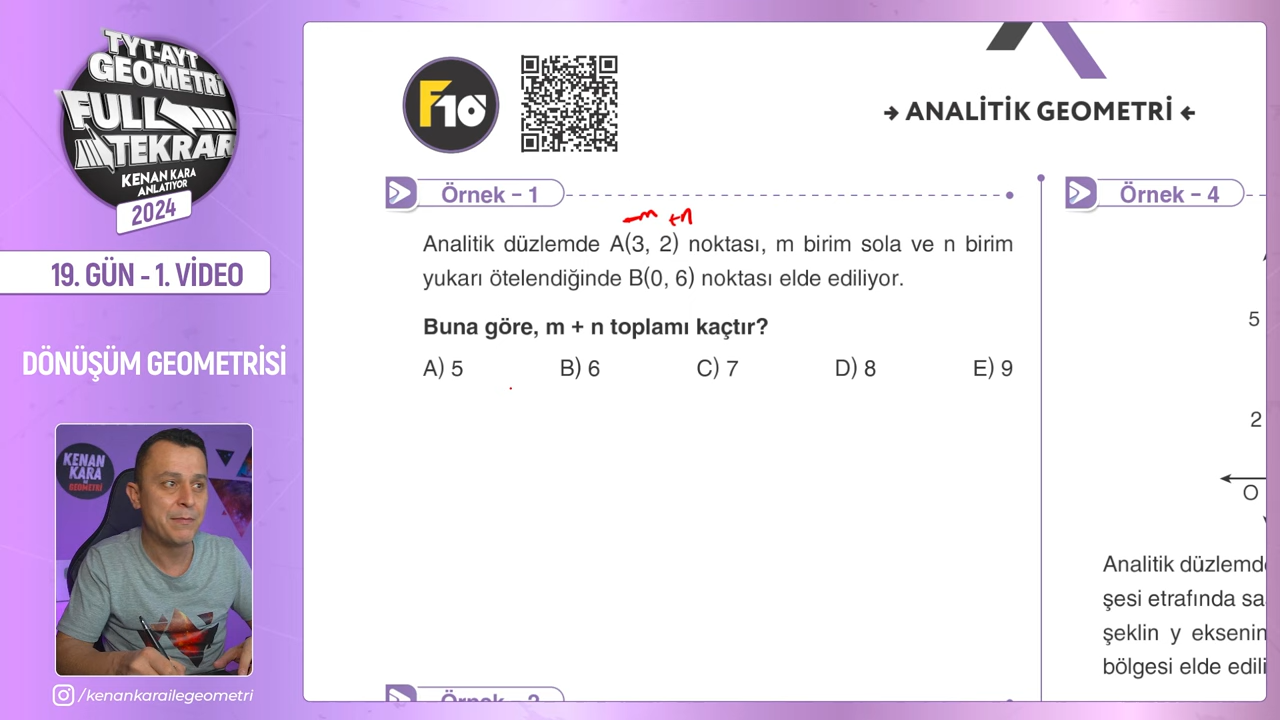 TYT-AYT
GEOMETRİ
FULL
TEKRAR
KENAN KARA
ANLATIYOR
2024
19. GÜN - 1. VİDEO
DÖNÜŞÜM GEOMETRİSİ
KENAN
KARA
GEOMETRİ
/kenankarailegeometri
F10
→ ANALİTİK GEOMETRİ ←
Örnek – 1
-m +n
Analitik düzlemde A(3, 2) noktası, m birim sola ve n birim
yukarı ötelendiğinde B(0, 6) noktası elde ediliyor.
Buna göre, m + n toplamı kaçtır?
A) 5 B) 6 C) 7 D) 8 E) 9
Örnek – 4
5
2
O
Analitik düzlemd
şesi etrafında sa
şeklin y eksenin
bölgesi elde edili